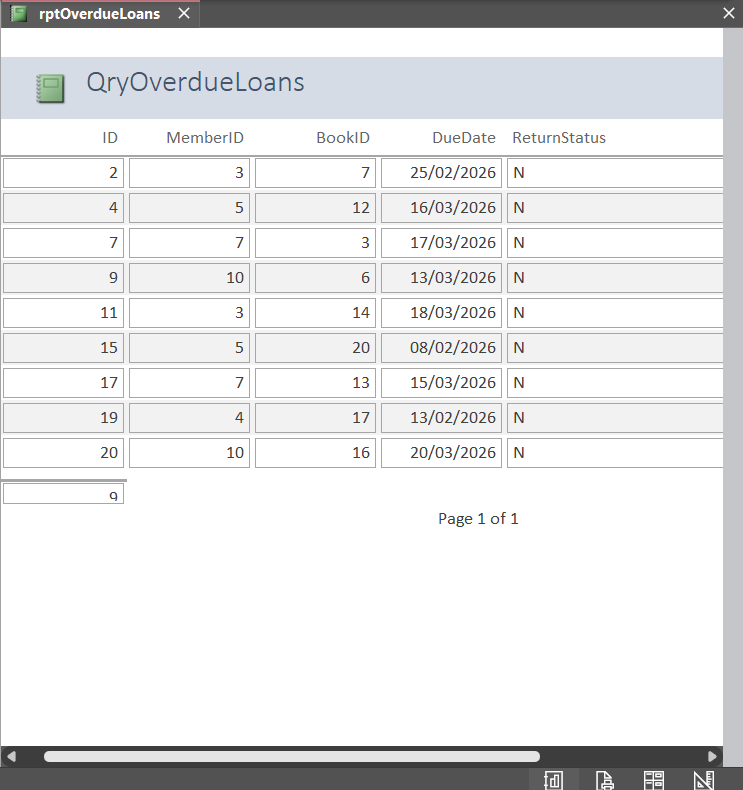 rptOverdueLoans
QryOverdueLoans
ID MemberID BookID DueDate ReturnStatus
2 3 7 25/02/2026 N
4 5 12 16/03/2026 N
7 7 3 17/03/2026 N
9 10 6 13/03/2026 N
11 3 14 18/03/2026 N
15 5 20 08/02/2026 N
17 7 13 15/03/2026 N
19 4 17 13/02/2026 N
20 10 16 20/03/2026 N
9
Page 1 of 1